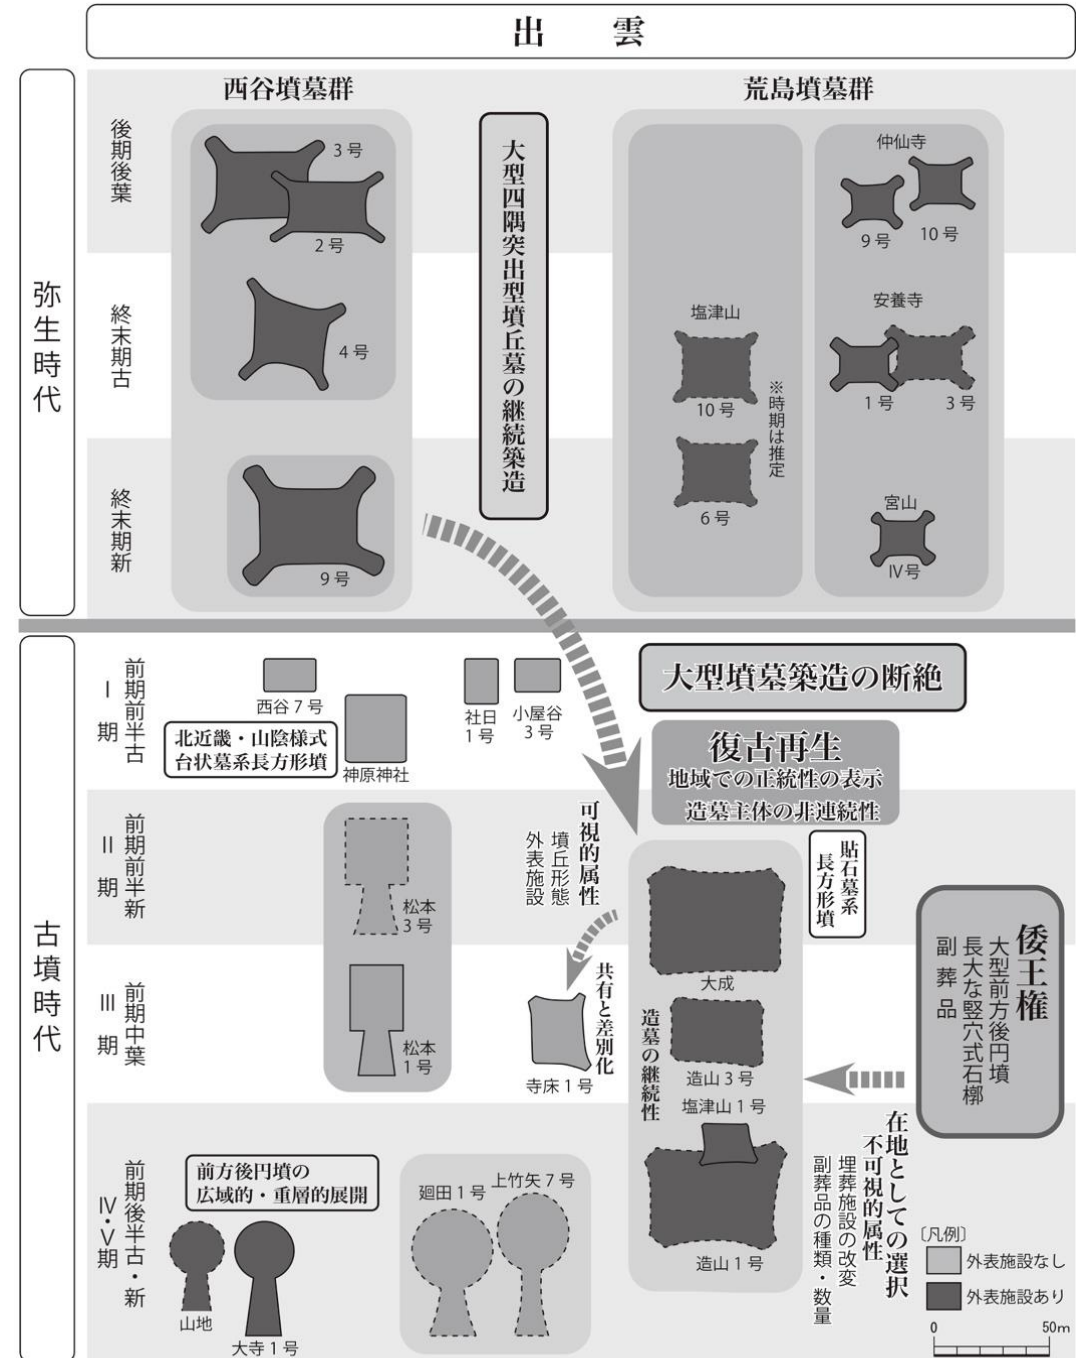 出 雲
弥生時代
西谷墳墓群
荒島墳墓群
後期後葉
3号
2号
大型四隅突出型墳丘墓の継続築造
仲仙寺
9号
10号
終末期古
4号
塩津山
10号
※時期は推定
安養寺
1号
3号
終末期新
9号
6号
宮山
Ⅳ号
古墳時代
前期前半古
Ⅰ期
西谷7号
北近畿・山陰様式
台状墓系長方形墳
神原神社
社日
1号
小屋谷
3号
大型墳墓築造の断絶
復古再生
地域での正統性の表示
造墓主体の非連続性
前期前半新
Ⅱ期
松本
3号
可視的属性
墳丘形態
外表施設
貼石墓系
長方形墳
大成
倭王権
大型前方後円墳
長大な竪穴式石槨
副葬品
前期中葉
Ⅲ期
松本
1号
共有と差別化
寺床1号
造墓の継続性
造山3号
塩津山1号
前期後半古・新
Ⅳ・Ⅴ期
前方後円墳の
広域的・重層的展開
山地
大寺1号
廻田1号
上竹矢7号
造山1号
在地としての選択
不可視的属性
埋葬施設の改変
副葬品の種類・数量
〔凡例〕
外表施設なし
外表施設あり
0 50m